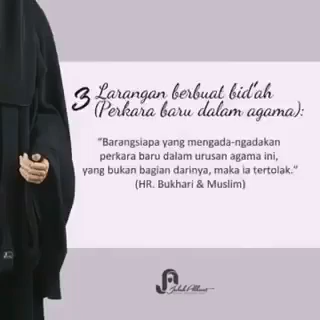 3 Larangan berbuat bid'ah
(Perkara baru dalam agama):
"Barangsiapa yang mengada-ngadakan
perkara baru dalam urusan agama ini,
yang bukan bagian darinya, maka ia tertolak."
(HR. Bukhari & Muslim)